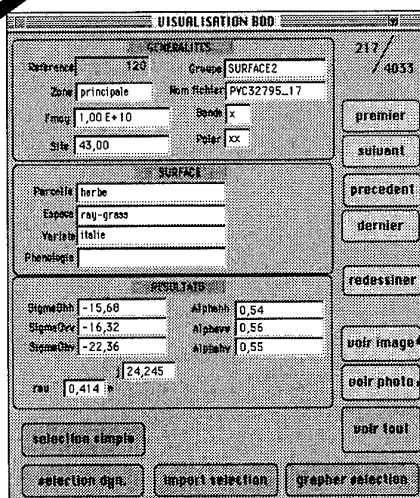 VISUALISATION BDD
GENERALITES
217 / 4033
Reference 126 Groupe SURFACE2
Zone principale Nom fichier PYC32795_17
Fmoy 1,00 E+10 Bande x
Site 43,00 Polar xx
premier
suivant
SURFACE
Parcelle herbe
Espece ray-grass
Variete italie
Phenologie
precedent
dernier
RESULTATS
redessiner
SigmaOhh -15,68 Alphahh 0,54
SigmaOvv -16,32 Alphavv 0,56
SigmaOhv -22,36 Alphahv 0,55
24,245
rau 0,414
voir image
voir photo
voir tout
selection simple
selection dyn. import selection grapher selection